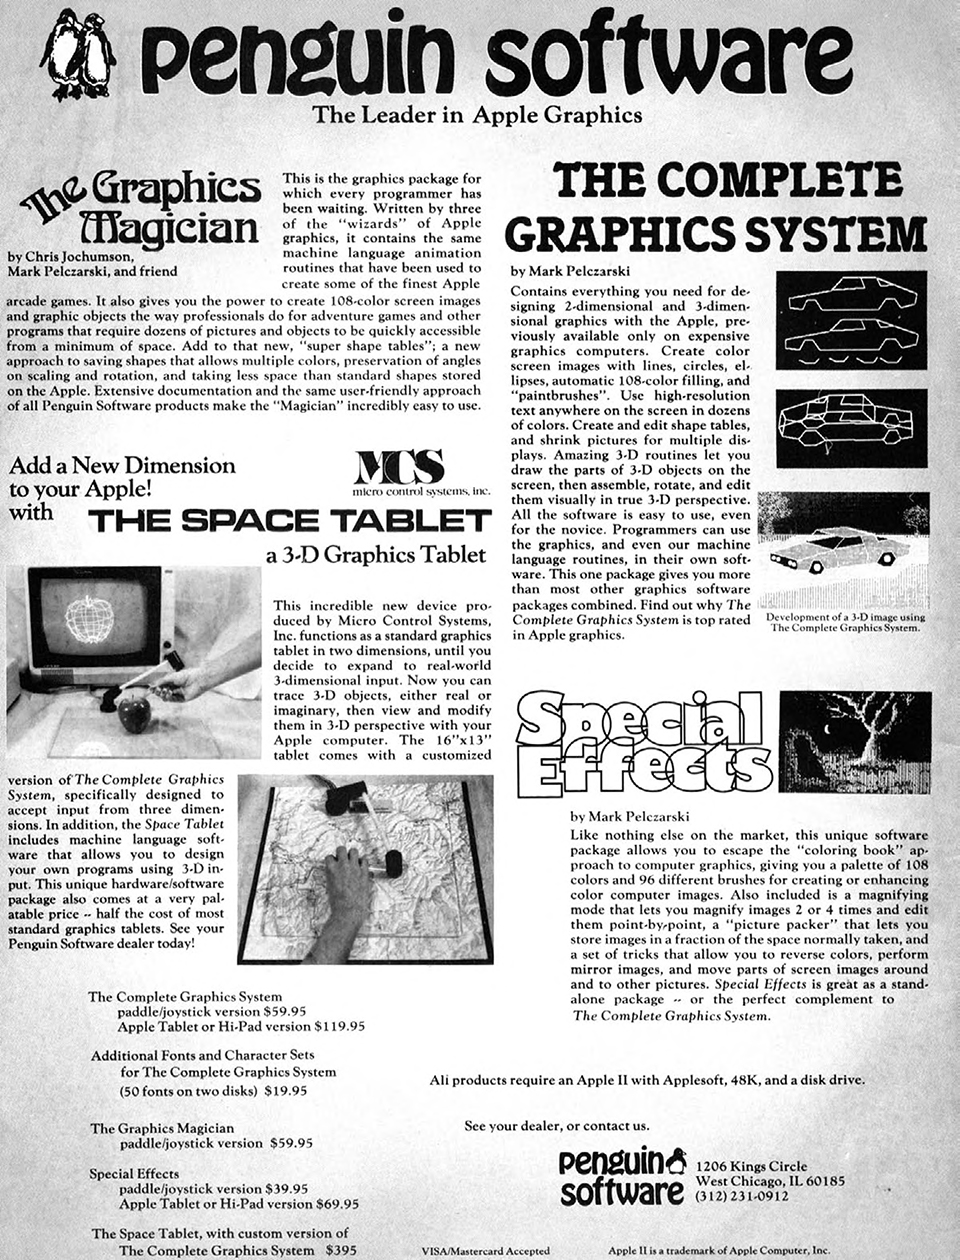 penguin software
The Leader in Apple Graphics
The Graphics
Magician
by Chris Jochumson,
Mark Pelczarski, and friend
This is the graphics package for
which every programmer has
been waiting. Written by three
of the "wizards" of Apple
graphics, it contains the same
machine language animation
routines that have been used to
create some of the finest Apple
arcade games. It also gives you the power to create 108-color screen images
and graphic objects the way professionals do for adventure games and other
programs that require dozens of pictures and objects to be quickly accessible
from a minimum of space. Add to that new, "super shape tables"; a new
approach to saving shapes that allows multiple colors, preservation of angles
on scaling and rotation, and taking less space than standard shapes stored
on the Apple. Extensive documentation and the same user-friendly approach
of all Penguin Software products make the "Magician" incredibly easy to use.
Add a New Dimension
to your Apple!
with
MCS
micro control systems, inc.
THE SPACE TABLET
a 3-D Graphics Tablet
This incredible new device pro-
duced by Micro Control Systems,
Inc. functions as a standard graphics
tablet in two dimensions, until you
decide to expand to real-world
3-dimensional input. Now you can
trace 3-D objects, either real or
imaginary, then view and modify
them in 3-D perspective with your
Apple computer. The 16"x13"
tablet comes with a customized
version of The Complete Graphics
System, specifically designed to
accept input from three dimen-
sions. In addition, the Space Tablet
includes machine language soft-
ware that allows you to design
your own programs using 3-D in-
put. This unique hardware/software
package also comes at a very pal-
atable price -- half the cost of most
standard graphics tablets. See your
Penguin Software dealer today!
The Complete Graphics System
paddle/joystick version $59.95
Apple Tablet or Hi-Pad version $119.95
Additional Fonts and Character Sets
for The Complete Graphics System
(50 fonts on two disks) $19.95
The Graphics Magician
paddle/joystick version $59.95
Special Effects
paddle/joystick version $39.95
Apple Tablet or Hi-Pad version $69.95
The Space Tablet, with custom version of
The Complete Graphics System $395
THE COMPLETE
GRAPHICS SYSTEM
by Mark Pelczarski
Contains everything you need for de-
signing 2-dimensional and 3-dimen-
sional graphics with the Apple, pre-
viously available only on expensive
graphics computers. Create color
screen images with lines, circles, el-
lipses, automatic 108-color filling, and
"paintbrushes". Use high-resolution
text anywhere on the screen in dozens
of colors. Create and edit shape tables,
and shrink pictures for multiple dis-
plays. Amazing 3-D routines let you
draw the parts of 3-D objects on the
screen, then assemble, rotate, and edit
them visually in true 3-D perspective.
All the software is easy to use, even
for the novice. Programmers can use
the graphics, and even our machine
language routines, in their own soft-
ware. This one package gives you more
than most other graphics software
packages combined. Find out why The
Complete Graphics System is top rated
in Apple graphics.
Development of a 3-D image using
The Complete Graphics System.
Special
Effects
by Mark Pelczarski
Like nothing else on the market, this unique software
package allows you to escape the "coloring book" ap-
proach to computer graphics, giving you a palette of 108
colors and 96 different brushes for creating or enhancing
color computer images. Also included is a magnifying
mode that lets you magnify images 2 or 4 times and edit
them point-by-point, a "picture packer" that lets you
store images in a fraction of the space normally taken, and
a set of tricks that allow you to reverse colors, perform
mirror images, and move parts of screen images around
and to other pictures. Special Effects is great as a stand-
alone package -- or the perfect complement to
The Complete Graphics System.
All products require an Apple II with Applesoft, 48K, and a disk drive.
See your dealer, or contact us.
penguin
software
1206 Kings Circle
West Chicago, IL 60185
(312) 231-0912
VISA/Mastercard Accepted
Apple II is a trademark of Apple Computer, Inc.